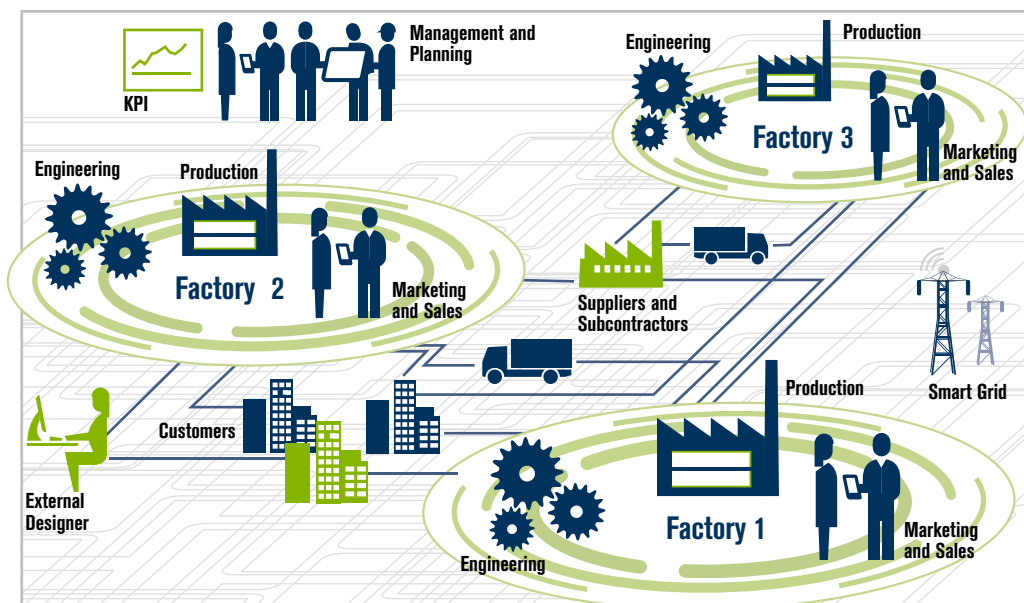 Management and
Planning
KPI
Engineering
Production
Factory 3
Marketing
and Sales
Engineering
Production
Factory 2
Marketing
and Sales
Suppliers and
Subcontractors
Smart Grid
Customers
External
Designer
Production
Factory 1
Marketing
and Sales
Engineering